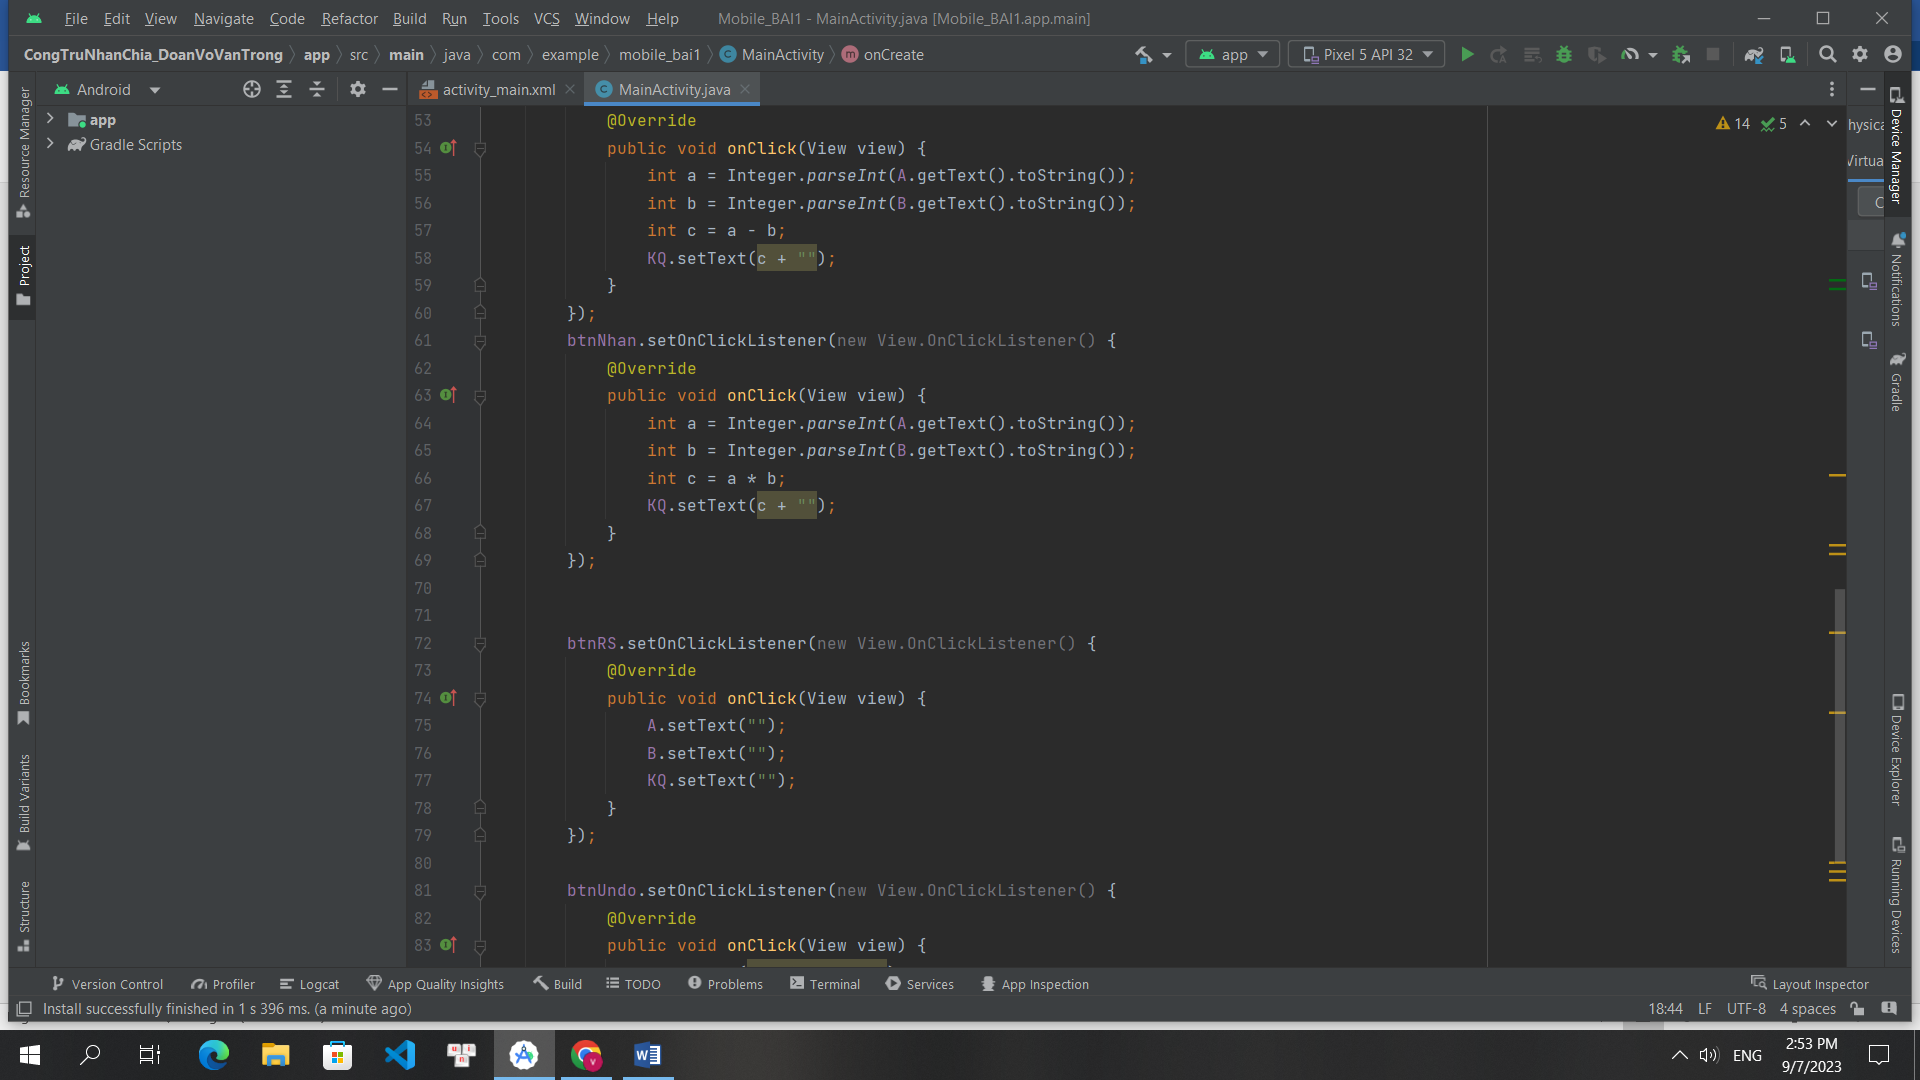 File Edit View Navigate Code Refactor Build Run Tools VCS Window Help Mobile_BAI1 - MainActivity.java [Mobile_BAI1.app.main]
CongTruNhanChia_DoanVoVanTrong app src main java com example mobile_bai1 MainActivity onCreate app Pixel 5 API 32
Android activity_main.xml MainActivity.java
app
Gradle Scripts
Resource Manager
Project
Bookmarks
Build Variants
Structure
14 5
53 @Override
54 public void onClick(View view) {
55 int a = Integer.parseInt(A.getText().toString());
56 int b = Integer.parseInt(B.getText().toString());
57 int c = a - b;
58 KQ.setText(c + "");
59 }
60 });
61 btnNhan.setOnClickListener(new View.OnClickListener() {
62 @Override
63 public void onClick(View view) {
64 int a = Integer.parseInt(A.getText().toString());
65 int b = Integer.parseInt(B.getText().toString());
66 int c = a * b;
67 KQ.setText(c + "");
68 }
69 });
70
71
72 btnRS.setOnClickListener(new View.OnClickListener() {
73 @Override
74 public void onClick(View view) {
75 A.setText("");
76 B.setText("");
77 KQ.setText("");
78 }
79 });
80
81 btnUndo.setOnClickListener(new View.OnClickListener() {
82 @Override
83 public void onClick(View view) {
hysica
Virtua
C
Device Manager
Notifications
Gradle
Device Explorer
Running Devices
Version Control Profiler Logcat App Quality Insights Build TODO Problems Terminal Services App Inspection Layout Inspector
Install successfully finished in 1 s 396 ms. (a minute ago) 18:44 LF UTF-8 4 spaces
ENG
2:53 PM
9/7/2023